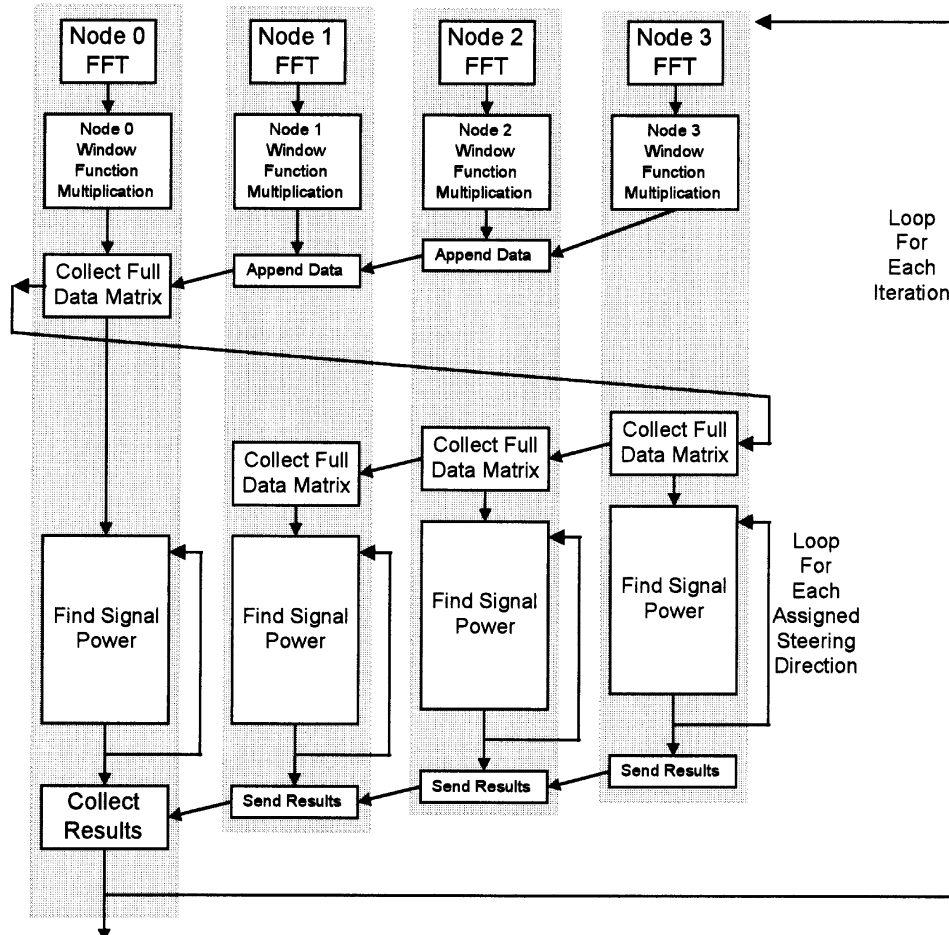 Node 0
FFT
Node 1
FFT
Node 2
FFT
Node 3
FFT
Node 0
Window
Function
Multiplication
Node 1
Window
Function
Multiplication
Node 2
Window
Function
Multiplication
Node 3
Window
Function
Multiplication
Loop
For
Each
Iteration
Collect Full
Data Matrix
Append Data
Append Data
Collect Full
Data Matrix
Collect Full
Data Matrix
Collect Full
Data Matrix
Find Signal
Power
Find Signal
Power
Find Signal
Power
Find Signal
Power
Loop
For
Each
Assigned
Steering
Direction
Collect
Results
Send Results
Send Results
Send Results